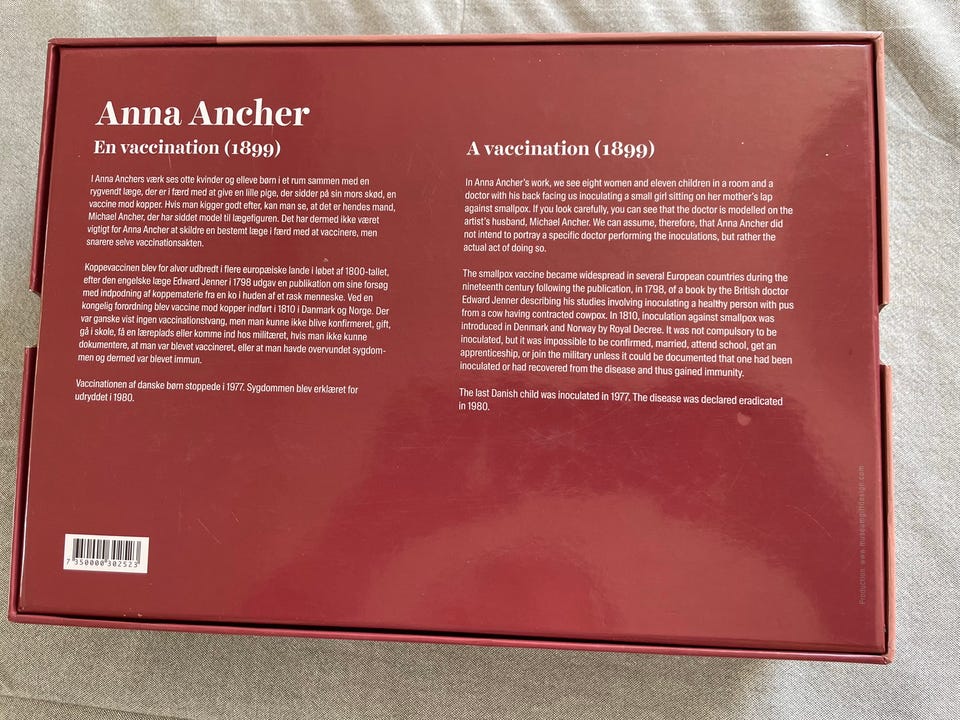 Anna Ancher
En vaccination (1899)
I Anna Anchers værk ses otte kvinder og elleve børn i et rum sammen med en
rygvendt læge, der er i færd med at give en lille pige, der sidder på sin mors skød, en
vaccine mod kopper. Hvis man kigger godt efter, kan man se, at det er hendes mand,
Michael Ancher, der har siddet model til lægefiguren. Det har dermed ikke været
vigtigt for Anna Ancher at skildre en bestemt læge i færd med at vaccinere, men
snarere selve vaccinationsakten.
Koppevaccinen blev for alvor udbredt i flere europæiske lande i løbet af 1800-tallet,
efter den engelske læge Edward Jenner i 1798 udgav en publikation om sine forsøg
med indpodning af koppematerie fra en ko i huden af et rask menneske. Ved en
kongelig forordning blev vaccine mod kopper indført i 1810 i Danmark og Norge. Der
var ganske vist ingen vaccinationstvang, men man kunne ikke blive konfirmeret, gift,
gå i skole, få en læreplads eller komme ind hos militæret, hvis man ikke kunne
dokumentere, at man var blevet vaccineret, eller at man havde overvundet sygdom-
men og dermed var blevet immun.
Vaccinationen af danske børn stoppede i 1977. Sygdommen blev erklæret for
udryddet i 1980.
A vaccination (1899)
In Anna Ancher's work, we see eight women and eleven children in a room and a
doctor with his back facing us inoculating a small girl sitting on her mother's lap
against smallpox. If you look carefully, you can see that the doctor is modelled on the
artist's husband, Michael Ancher. We can assume, therefore, that Anna Ancher did
not intend to portray a specific doctor performing the inoculations, but rather the
actual act of doing so.
The smallpox vaccine became widespread in several European countries during the
nineteenth century following the publication, in 1798, of a book by the British doctor
Edward Jenner describing his studies involving inoculating a healthy person with pus
from a cow having contracted cowpox. In 1810, inoculation against smallpox was
introduced in Denmark and Norway by Royal Decree. It was not compulsory to be
inoculated, but it was impossible to be confirmed, married, attend school, get an
apprenticeship, or join the military unless it could be documented that one had been
inoculated or had recovered from the disease and thus gained immunity.
The last Danish child was inoculated in 1977. The disease was declared eradicated
in 1980.
7 350000 302523
Production: www.museumgiftdesign.com